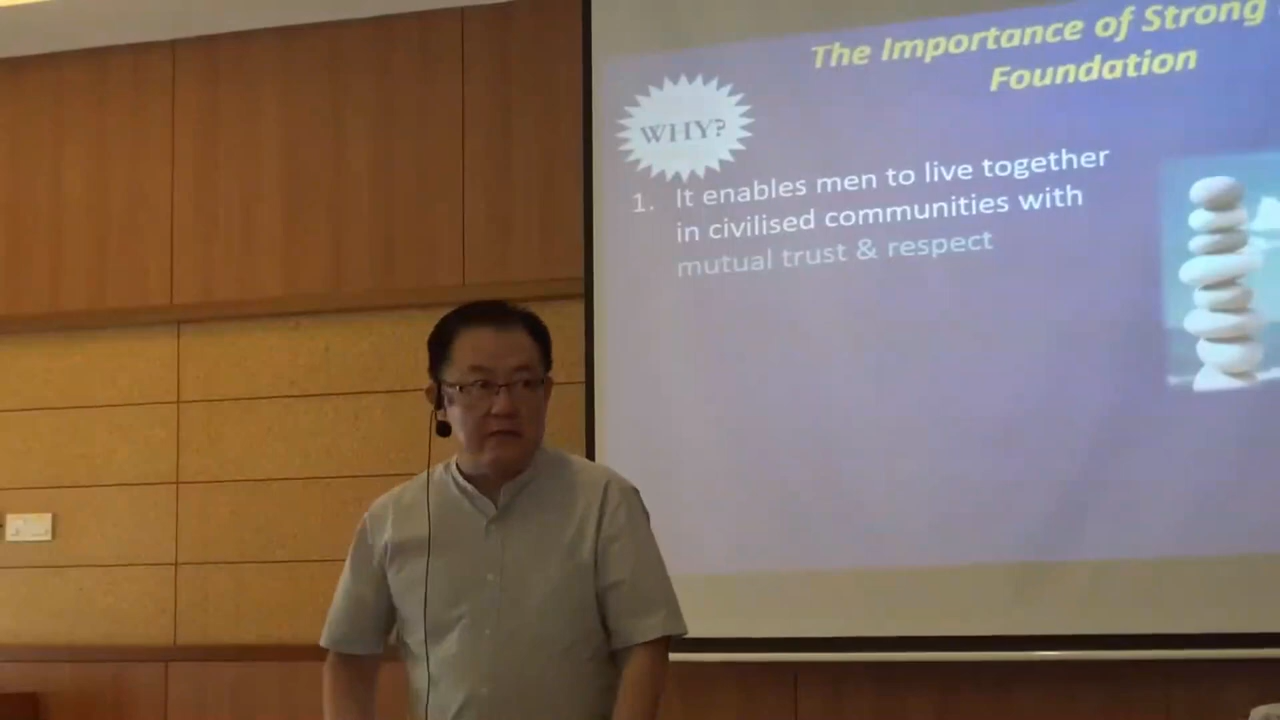 The Importance of Strong
Foundation
WHY?
1. It enables men to live together
in civilised communities with
mutual trust & respect